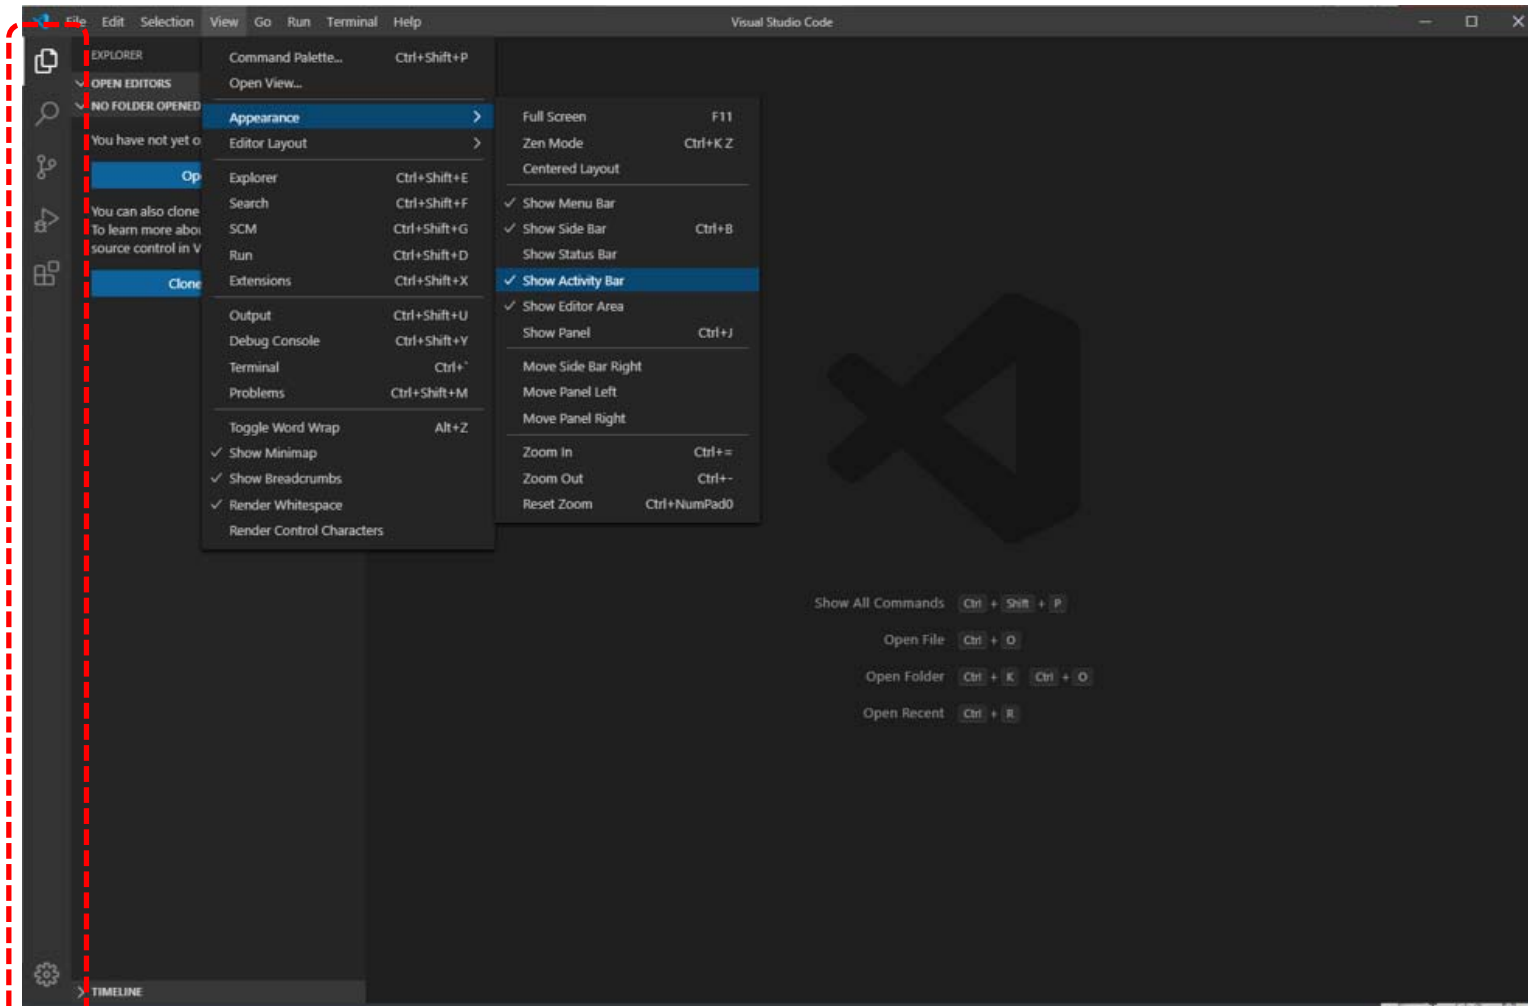 File Edit Selection View Go Run Terminal Help
Visual Studio Code
EXPLORER
OPEN EDITORS
NO FOLDER OPENED
You have not yet o
Op
You can also clone
To learn more abou
source control in V
Clone
TIMELINE
Command Palette... Ctrl+Shift+P
Open View...
Appearance
Editor Layout
Explorer Ctrl+Shift+E
Search Ctrl+Shift+F
SCM Ctrl+Shift+G
Run Ctrl+Shift+D
Extensions Ctrl+Shift+X
Output Ctrl+Shift+U
Debug Console Ctrl+Shift+Y
Terminal Ctrl+`
Problems Ctrl+Shift+M
Toggle Word Wrap Alt+Z
Show Minimap
Show Breadcrumbs
Render Whitespace
Render Control Characters
Full Screen F11
Zen Mode Ctrl+K Z
Centered Layout
Show Menu Bar
Show Side Bar Ctrl+B
Show Status Bar
Show Activity Bar
Show Editor Area
Show Panel Ctrl+J
Move Side Bar Right
Move Panel Left
Move Panel Right
Zoom In Ctrl+=
Zoom Out Ctrl+-
Reset Zoom Ctrl+NumPad0
Show All Commands Ctrl + Shift + P
Open File Ctrl + O
Open Folder Ctrl + K Ctrl + O
Open Recent Ctrl + R